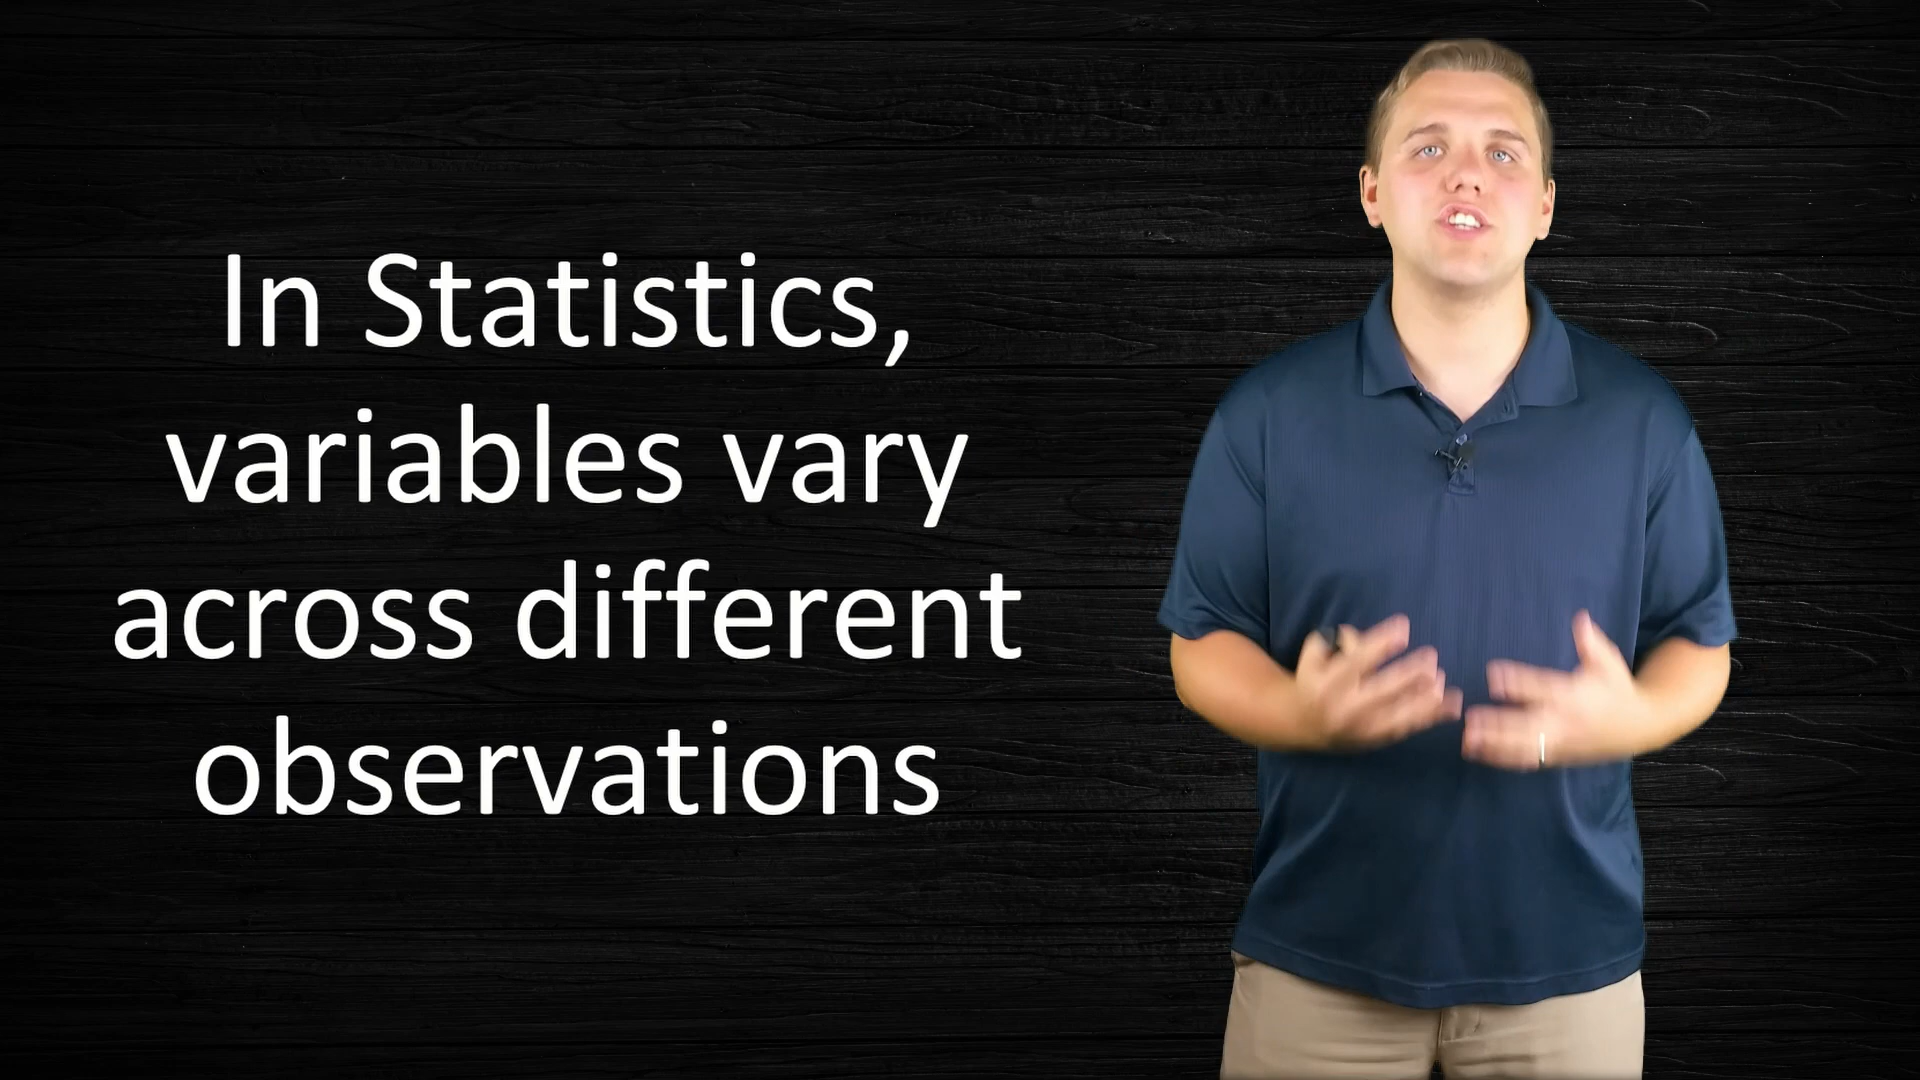 In Statistics,
variables vary
across different
observations